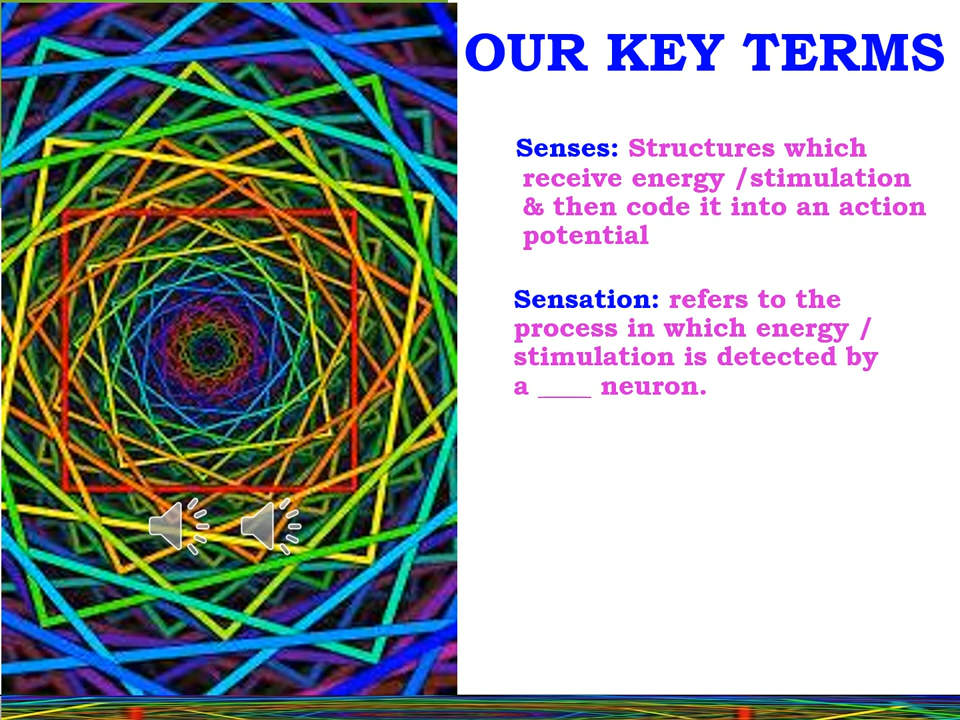 OUR KEY TERMS
Senses: Structures which
receive energy /stimulation
& then code it into an action
potential
Sensation: refers to the
process in which energy /
stimulation is detected by
a ____ neuron.